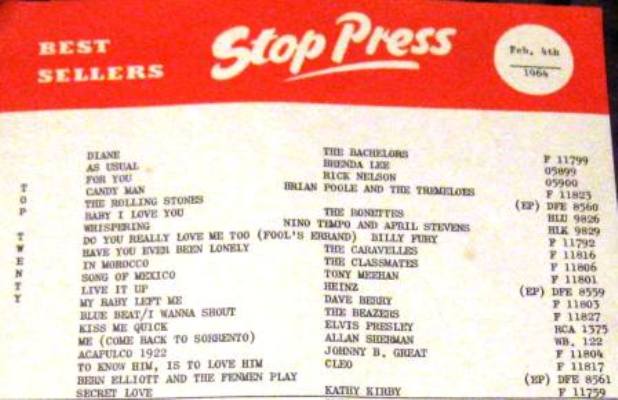 BEST SELLERS Stop Press Feb. 4th 1964
DIANE THE BACHELORS F 11799
AS USUAL BRENDA LEE 05899
FOR YOU RICK NELSON 05900
CANDY MAN BRIAN POOLE AND THE TREMELOES F 11823
THE ROLLING STONES (EP) DFE 8560
BABY I LOVE YOU THE RONETTES HLU 9826
WHISPERING NINO TEMPO AND APRIL STEVENS HLK 9829
DO YOU REALLY LOVE ME TOO (FOOL'S ERRAND) BILLY FURY F 11792
HAVE YOU EVER BEEN LONELY THE CARAVELLES F 11816
IN MOROCCO THE CLASSMATES F 11806
SONG OF MEXICO TONY MEEHAN F 11801
LIVE IT UP HEINZ (EP) DFE 8559
MY BABY LEFT ME DAVE BERRY F 11803
BLUE BEAT/I WANNA SHOUT THE BEAZERS F 11827
KISS ME QUICK ELVIS PRESLEY RCA 1375
ME (COME BACK TO SORRENTO) ALLAN SHERMAN WB. 122
ACAPULCO 1922 JOHNNY B. GREAT F 11804
TO KNOW HIM, IS TO LOVE HIM CLEO F 11817
BERN ELLIOTT AND THE FENMEN PLAY (EP) DFE 8561
SECRET LOVE KATHY KIRBY F 11759
T
O
P
T
W
E
N
T
Y